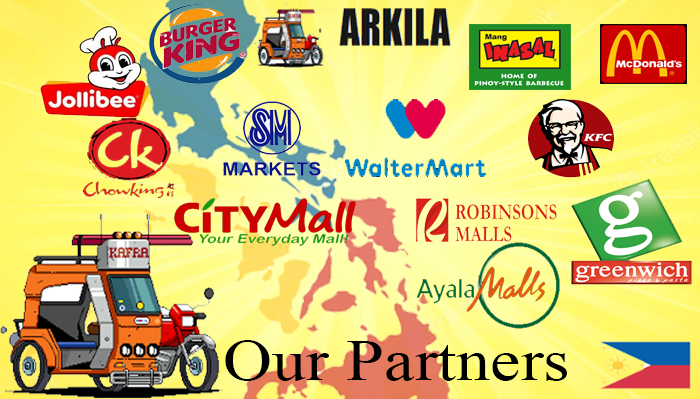 BURGER
KING
ARKILA
Mang
INASAL
HOME OF
PINOY-STYLE BARBECUE
McDonald's
Jollibee
Ck
Chowking
SM
MARKETS
WalterMart
KFC
CITYMall
Your Everyday Mall!
ROBINSONS
MALLS
g
greenwich
pizza & pasta
Ayala Malls
KAFRA
Our Partners